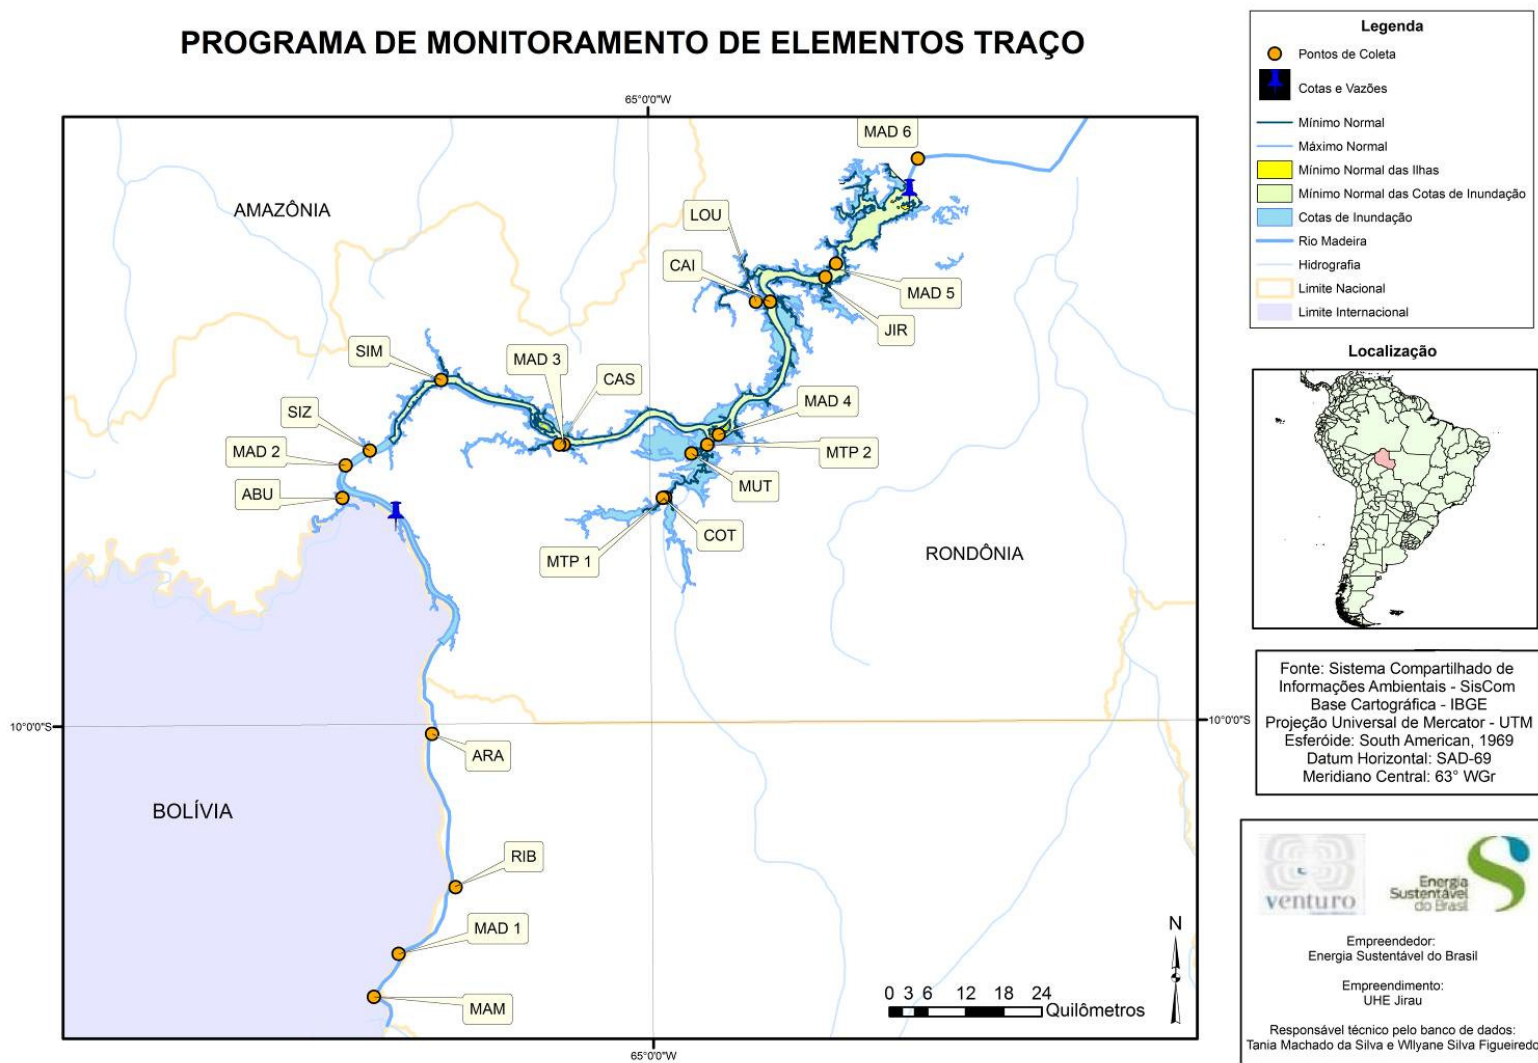 PROGRAMA DE MONITORAMENTO DE ELEMENTOS TRAÇO
65°0'0"W
MAD 6
AMAZÔNIA
LOU
CAI
MAD 5
JIR
SIM
MAD 3
CAS
MAD 4
SIZ
MAD 2
MTP 2
ABU
MUT
COT
MTP 1
RONDÔNIA
10°0'0"S
10°0'0"S
ARA
BOLÍVIA
RIB
MAD 1
MAM
N
0 3 6 12 18 24
Quilômetros
65°0'0"W
Legenda
Pontos de Coleta
Cotas e Vazões
Mínimo Normal
Máximo Normal
Mínimo Normal das Ilhas
Mínimo Normal das Cotas de Inundação
Cotas de Inundação
Rio Madeira
Hidrografia
Limite Nacional
Limite Internacional
Localização
Fonte: Sistema Compartilhado de
Informações Ambientais - SisCom
Base Cartográfica - IBGE
Projeção Universal de Mercator - UTM
Esferóide: South American, 1969
Datum Horizontal: SAD-69
Meridiano Central: 63° WGr
venturo
Energia
Sustentável
do Brasil
Empreendedor:
Energia Sustentável do Brasil
Empreendimento:
UHE Jirau
Responsável técnico pelo banco de dados:
Tania Machado da Silva e Wllyane Silva Figueiredo